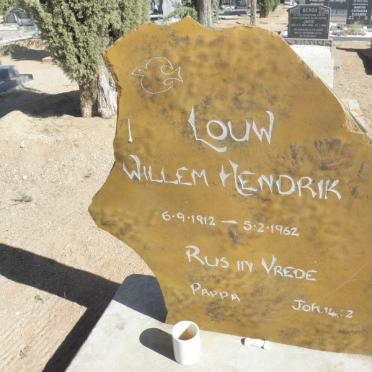 LOUW
WILLEM HENDRIK
6·9·1912 — 5·2·1962
RUS IN VREDE
PAPPA JOH.14:2